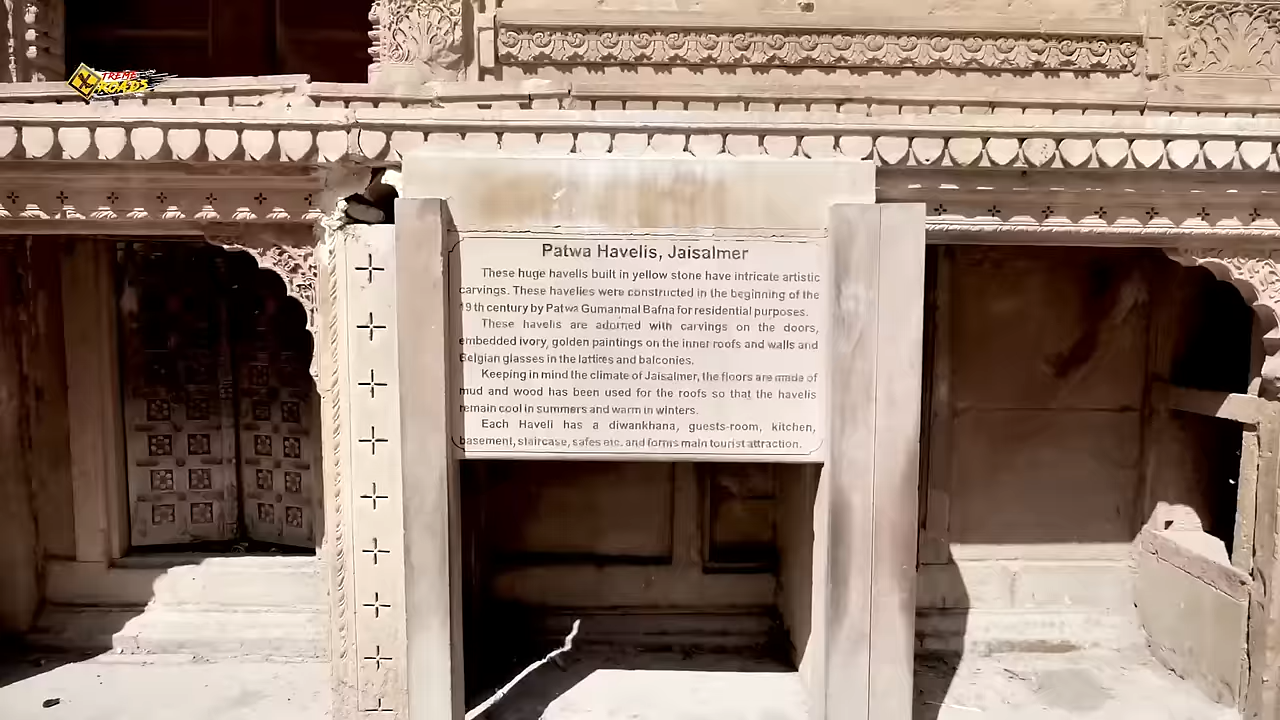 XTREME
ROADS
Patwa Havelis, Jaisalmer
These huge havelis built in yellow stone have intricate artistic
carvings. These havelies were constructed in the beginning of the
19th century by Patwa Gumanmal Bafna for residential purposes.
These havelis are adorned with carvings on the doors,
embedded ivory, golden paintings on the inner roofs and walls and
Belgian glasses in the lattices and balconies.
Keeping in mind the climate of Jaisalmer, the floors are made of
mud and wood has been used for the roofs so that the havelis
remain cool in summers and warm in winters.
Each Haveli has a diwankhana, guests-room, kitchen,
basement, staircase, safes etc. and forms main tourist attraction.